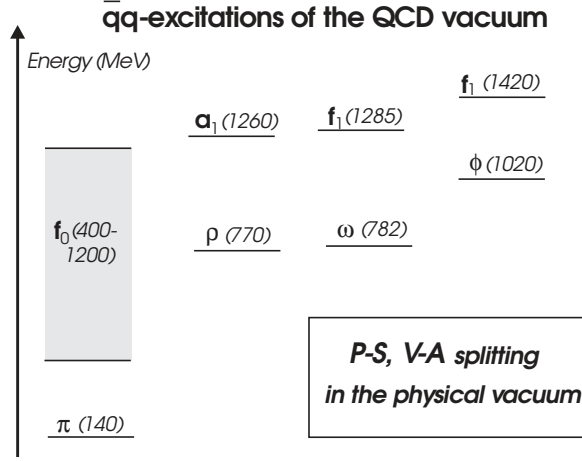 q̄q-excitations of the QCD vacuum
Energy (MeV)
f₁ (1420)
a₁ (1260)
f₁ (1285)
ϕ (1020)
f₀ (400-
1200)
ρ (770)
ω (782)
P-S, V-A splitting
in the physical vacuum
π (140)